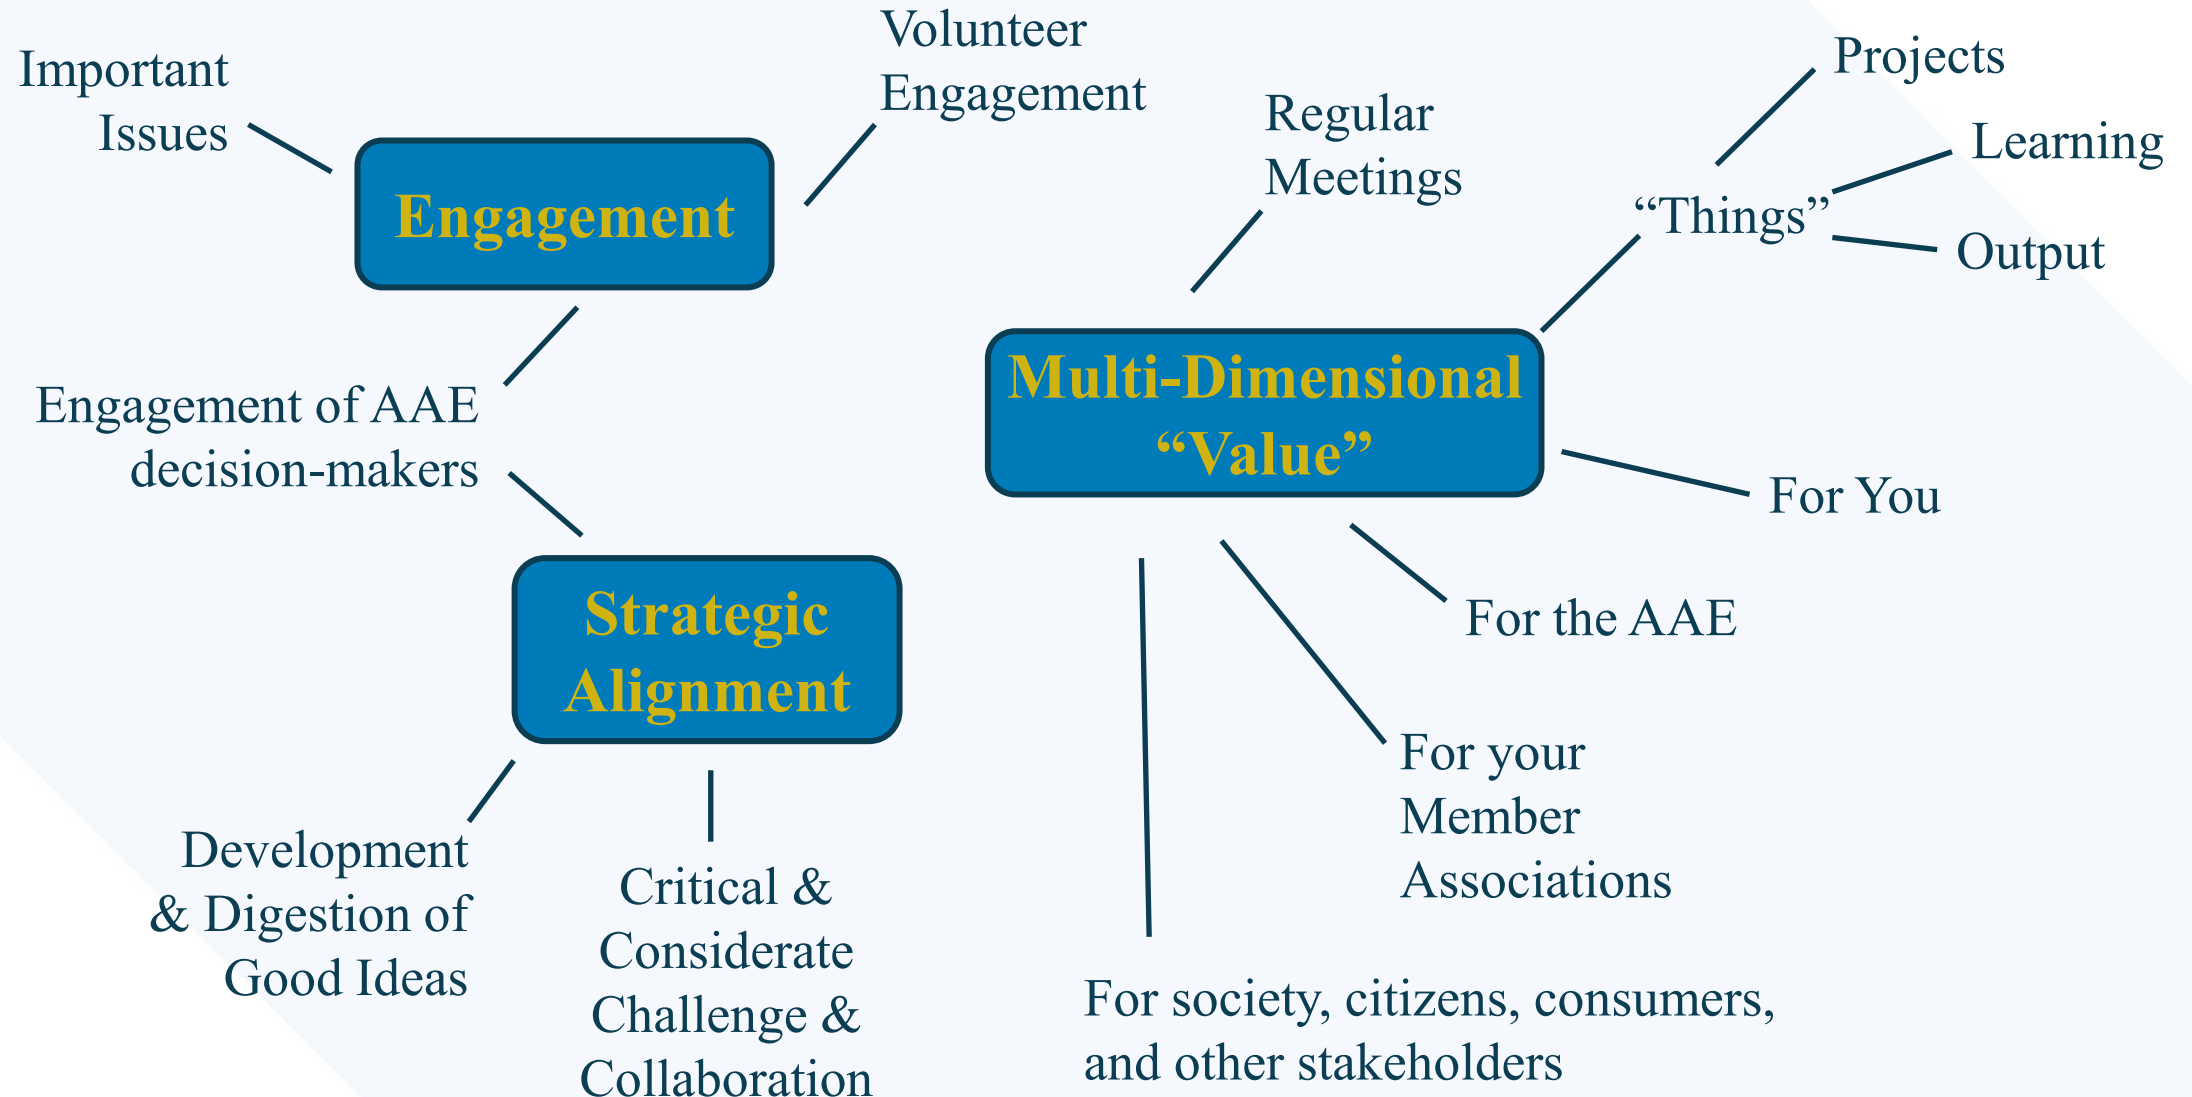 Important
Issues
Volunteer
Engagement
Engagement
Engagement of AAE
decision-makers
Strategic
Alignment
Development
& Digestion of
Good Ideas
Critical &
Considerate
Challenge &
Collaboration
Regular
Meetings
“Things”
Projects
Learning
Output
Multi-Dimensional
“Value”
For You
For the AAE
For your
Member
Associations
For society, citizens, consumers,
and other stakeholders